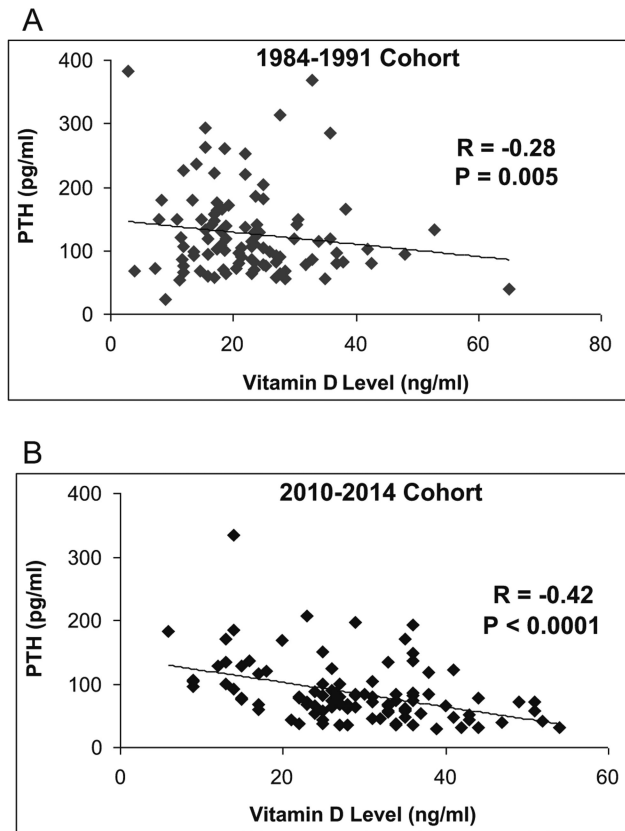 A
1984-1991 Cohort
400
300
200
100
0
PTH (pg/ml)
R = -0.28
P = 0.005
0 20 40 60 80
Vitamin D Level (ng/ml)
B
2010-2014 Cohort
400
300
200
100
0
PTH (pg/ml)
R = -0.42
P < 0.0001
0 20 40 60
Vitamin D Level (ng/ml)